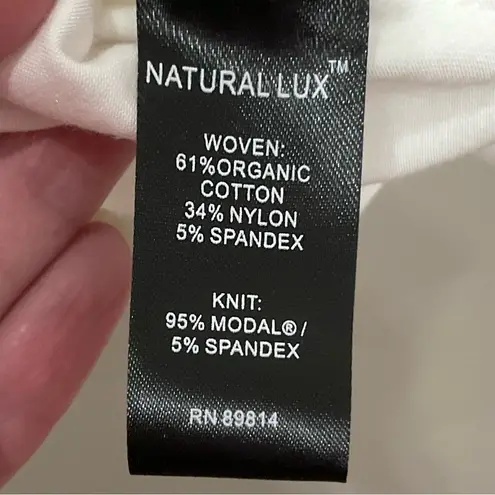 NATURAL LUX™
WOVEN:
61%ORGANIC
COTTON
34% NYLON
5% SPANDEX
KNIT:
95% MODAL® /
5% SPANDEX
RN 89814